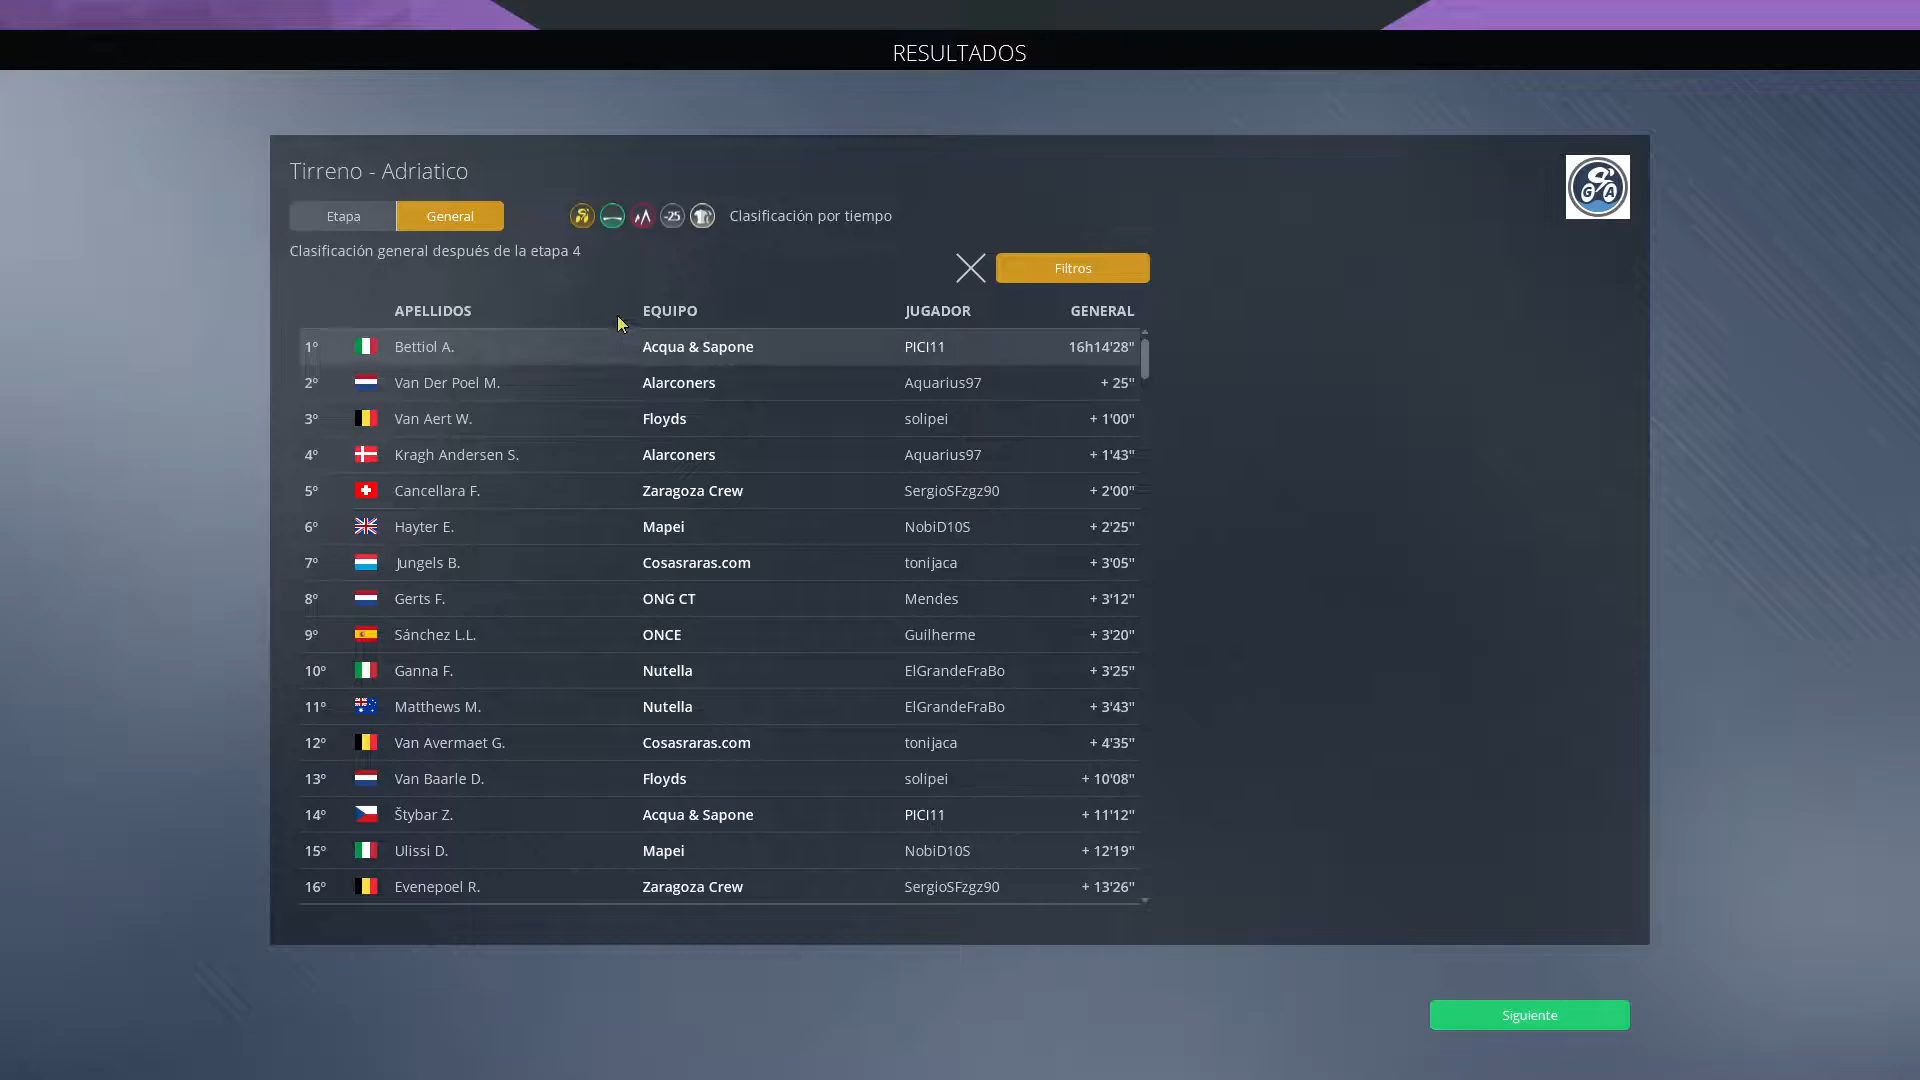 RESULTADOS
Tirreno - Adriatico
Etapa General Clasificación por tiempo
-25
G A
Clasificación general después de la etapa 4
Filtros
APELLIDOS EQUIPO JUGADOR GENERAL
1º Bettiol A. Acqua & Sapone PICI11 16h14'28''
2º Van Der Poel M. Alarconers Aquarius97 + 25''
3º Van Aert W. Floyds solipei + 1'00''
4º Kragh Andersen S. Alarconers Aquarius97 + 1'43''
5º Cancellara F. Zaragoza Crew SergioSFzgz90 + 2'00''
6º Hayter E. Mapei NobiD10S + 2'25''
7º Jungels B. Cosasraras.com tonijaca + 3'05''
8º Gerts F. ONG CT Mendes + 3'12''
9º Sánchez L.L. ONCE Guilherme + 3'20''
10º Ganna F. Nutella ElGrandeFraBo + 3'25''
11º Matthews M. Nutella ElGrandeFraBo + 3'43''
12º Van Avermaet G. Cosasraras.com tonijaca + 4'35''
13º Van Baarle D. Floyds solipei + 10'08''
14º Štybar Z. Acqua & Sapone PICI11 + 11'12''
15º Ulissi D. Mapei NobiD10S + 12'19''
16º Evenepoel R. Zaragoza Crew SergioSFzgz90 + 13'26''
Siguiente